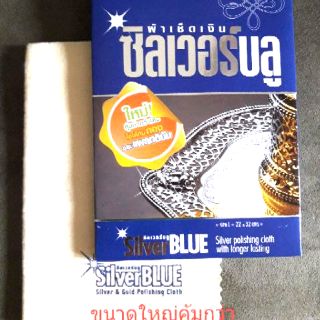 ผ้าเช็ดเงิน
ซิลเวอร์บลู
ใหม่!
SilverBLUE
Silver polishing cloth
with longer lasting
SilverBLUE
Silver & Gold Polishing Cloth
ขนาดใหญ่คุ้มกว่า